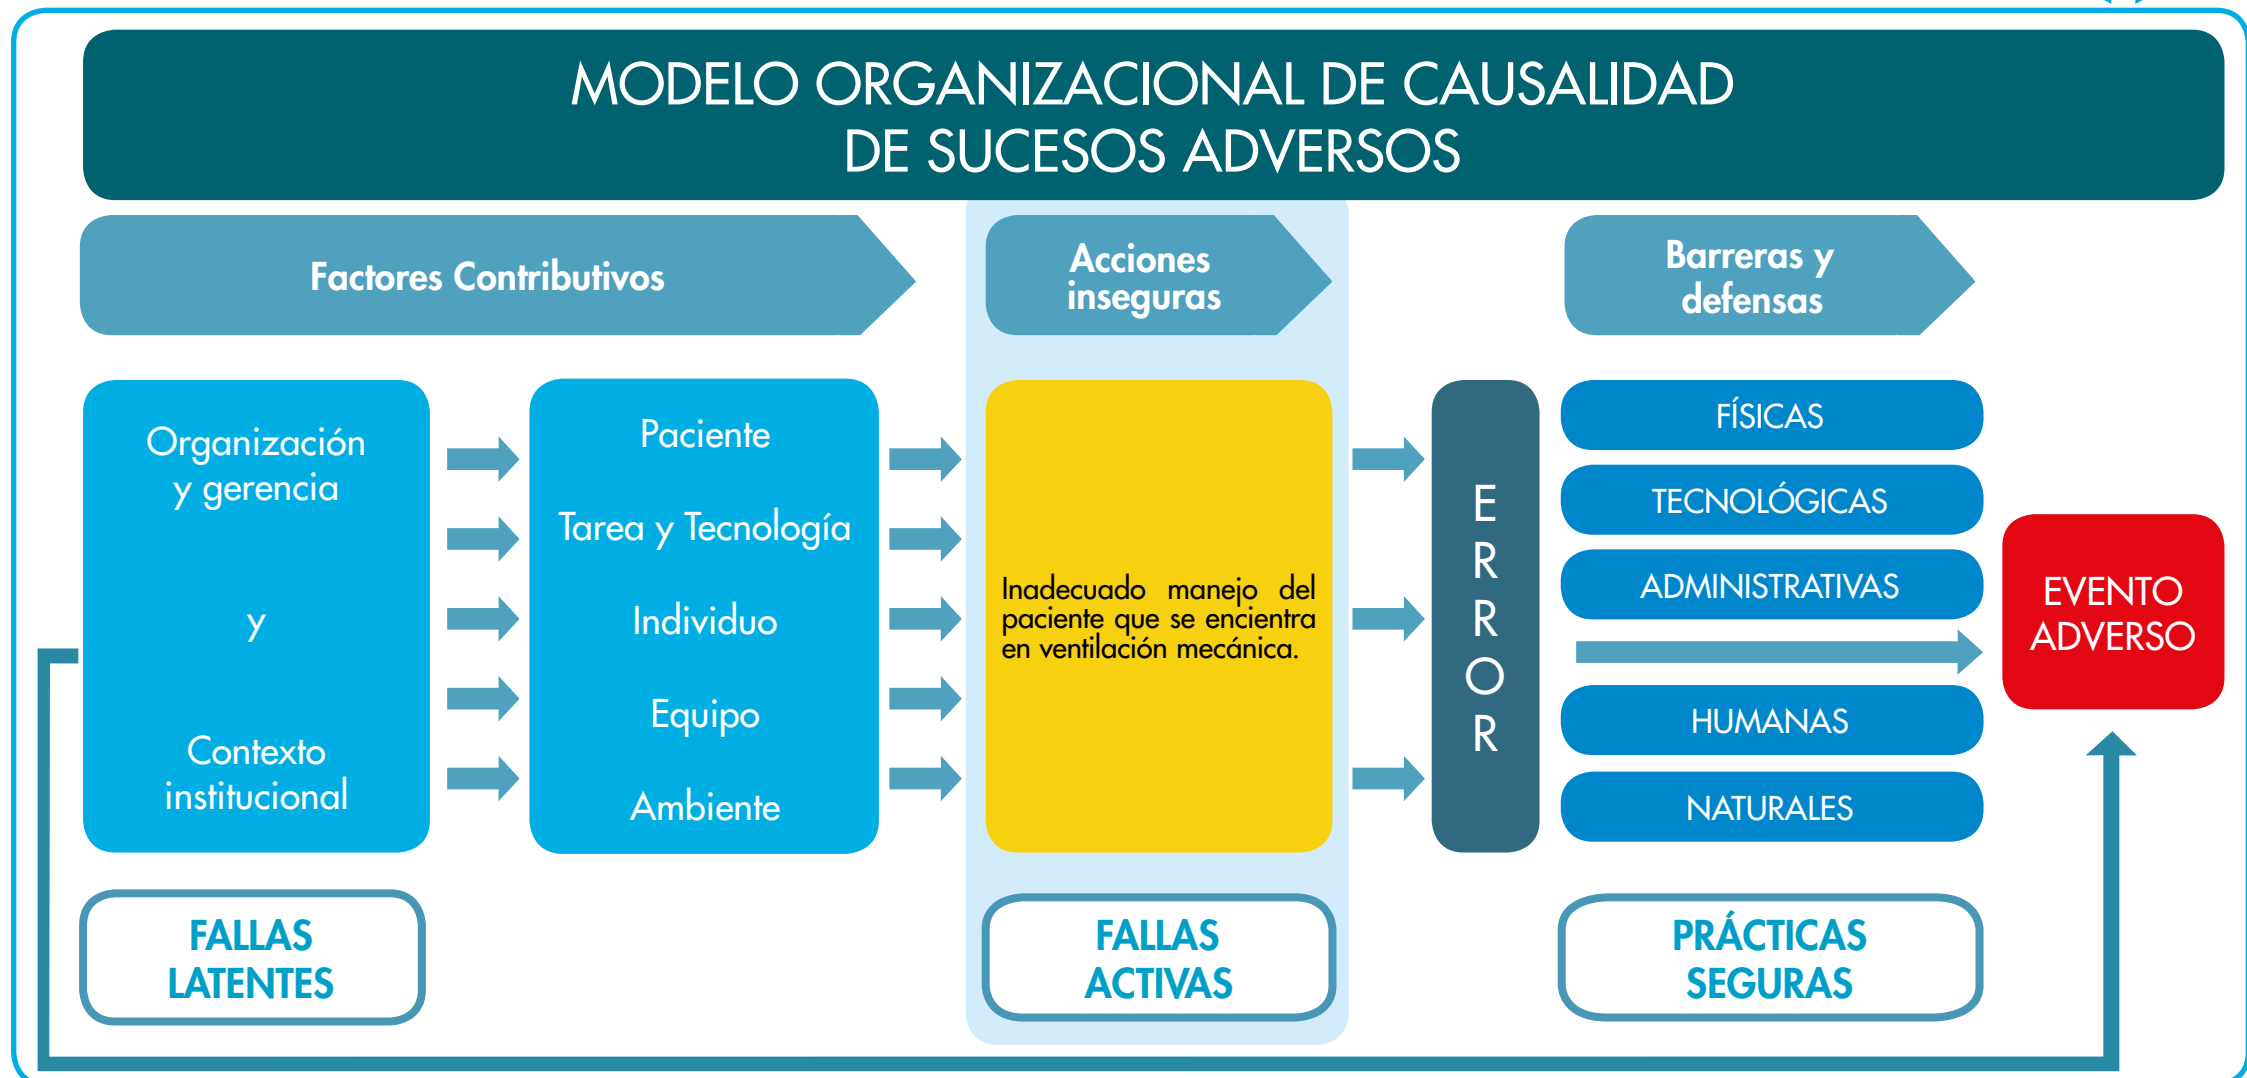 MODELO ORGANIZACIONAL DE CAUSALIDAD
DE SUCESOS ADVERSOS
Factores Contributivos
Acciones
inseguras
Barreras y
defensas
Organización
y gerencia
y
Contexto
institucional
Paciente
Tarea y Tecnología
Individuo
Equipo
Ambiente
Inadecuado manejo del
paciente que se encientra
en ventilación mecánica.
E
R
R
O
R
FÍSICAS
TECNOLÓGICAS
ADMINISTRATIVAS
HUMANAS
NATURALES
EVENTO
ADVERSO
FALLAS
LATENTES
FALLAS
ACTIVAS
PRÁCTICAS
SEGURAS